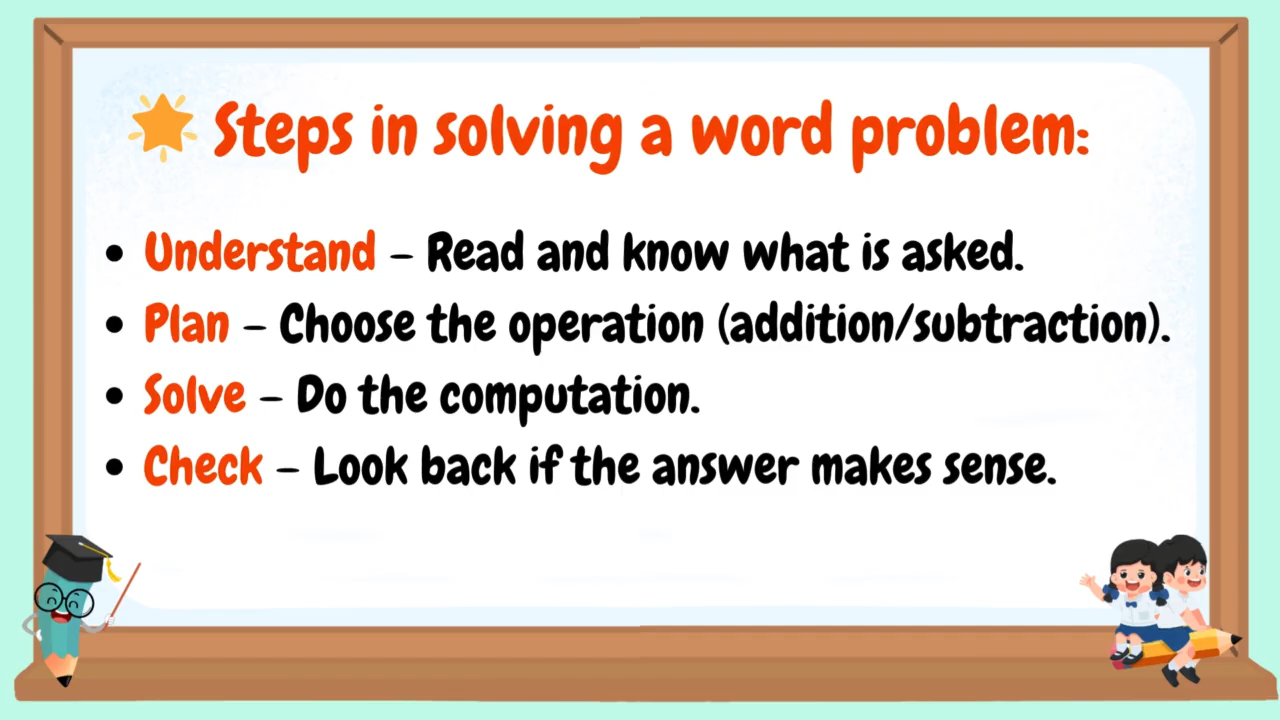 Steps in solving a word problem:
• Understand – Read and know what is asked.
• Plan – Choose the operation (addition/subtraction).
• Solve – Do the computation.
• Check – Look back if the answer makes sense.